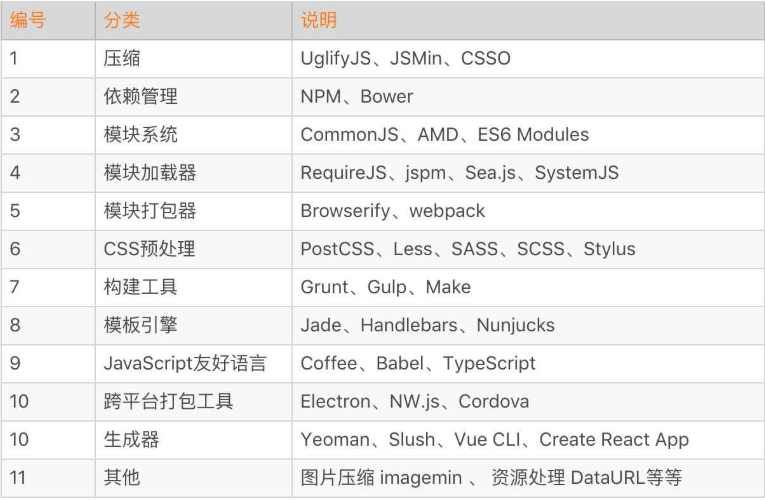 编号 分类 说明
1 压缩 UglifyJS、JSMin、CSSO
2 依赖管理 NPM、Bower
3 模块系统 CommonJS、AMD、ES6 Modules
4 模块加载器 RequireJS、jspm、Sea.js、SystemJS
5 模块打包器 Browserify、webpack
6 CSS预处理 PostCSS、Less、SASS、SCSS、Stylus
7 构建工具 Grunt、Gulp、Make
8 模板引擎 Jade、Handlebars、Nunjucks
9 JavaScript友好语言 Coffee、Babel、TypeScript
10 跨平台打包工具 Electron、NW.js、Cordova
10 生成器 Yeoman、Slush、Vue CLI、Create React App
11 其他 图片压缩 imagemin 、 资源处理 DataURL等等